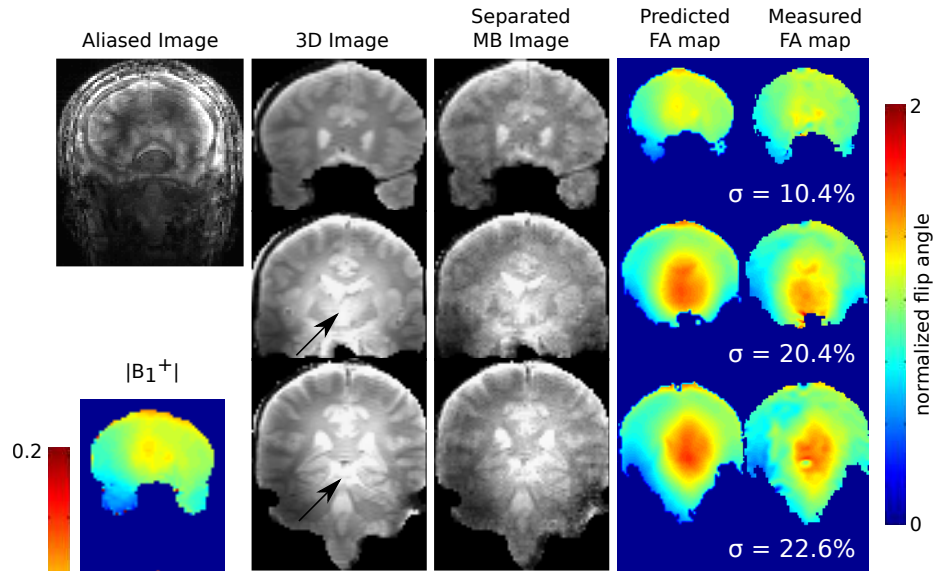 Aliased Image
3D Image
Separated
MB Image
Predicted
FA map
Measured
FA map
2
σ = 10.4%
normalized flip angle
σ = 20.4%
|B₁⁺|
0.2
σ = 22.6%
0